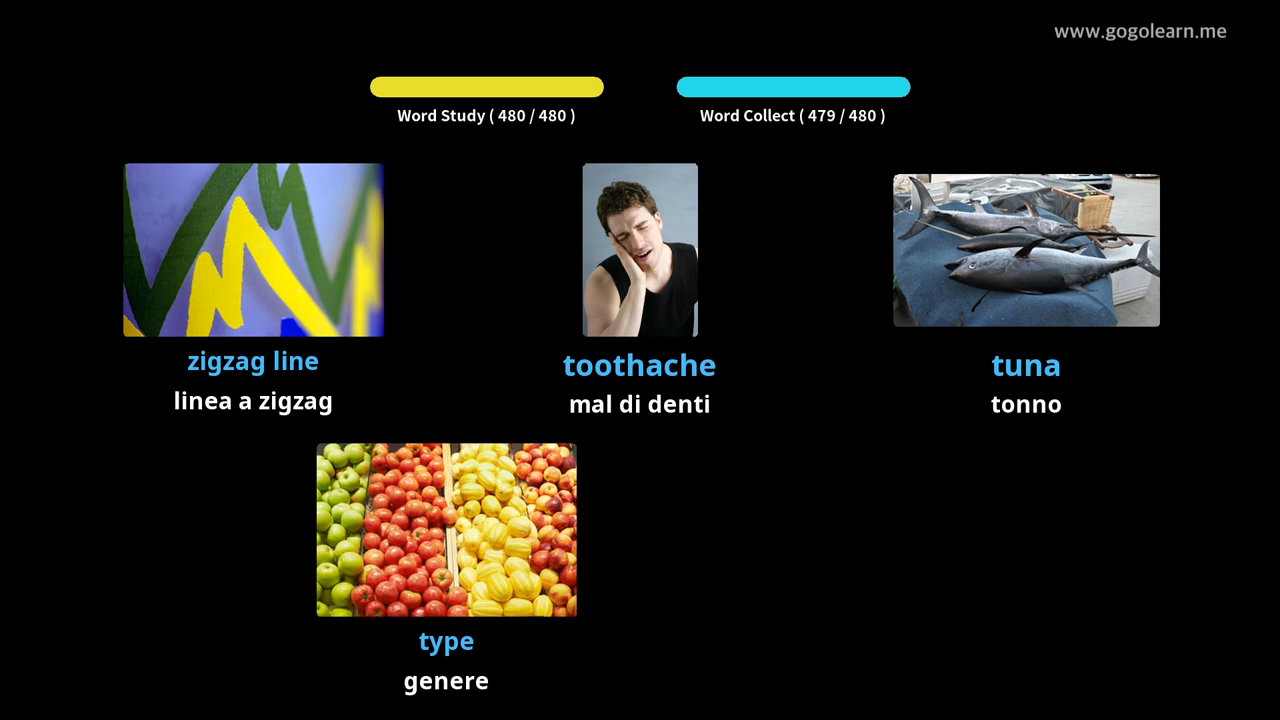 www.gogolearn.me
Word Study ( 480 / 480 )
Word Collect ( 479 / 480 )
zigzag line
linea a zigzag
toothache
mal di denti
tuna
tonno
type
genere